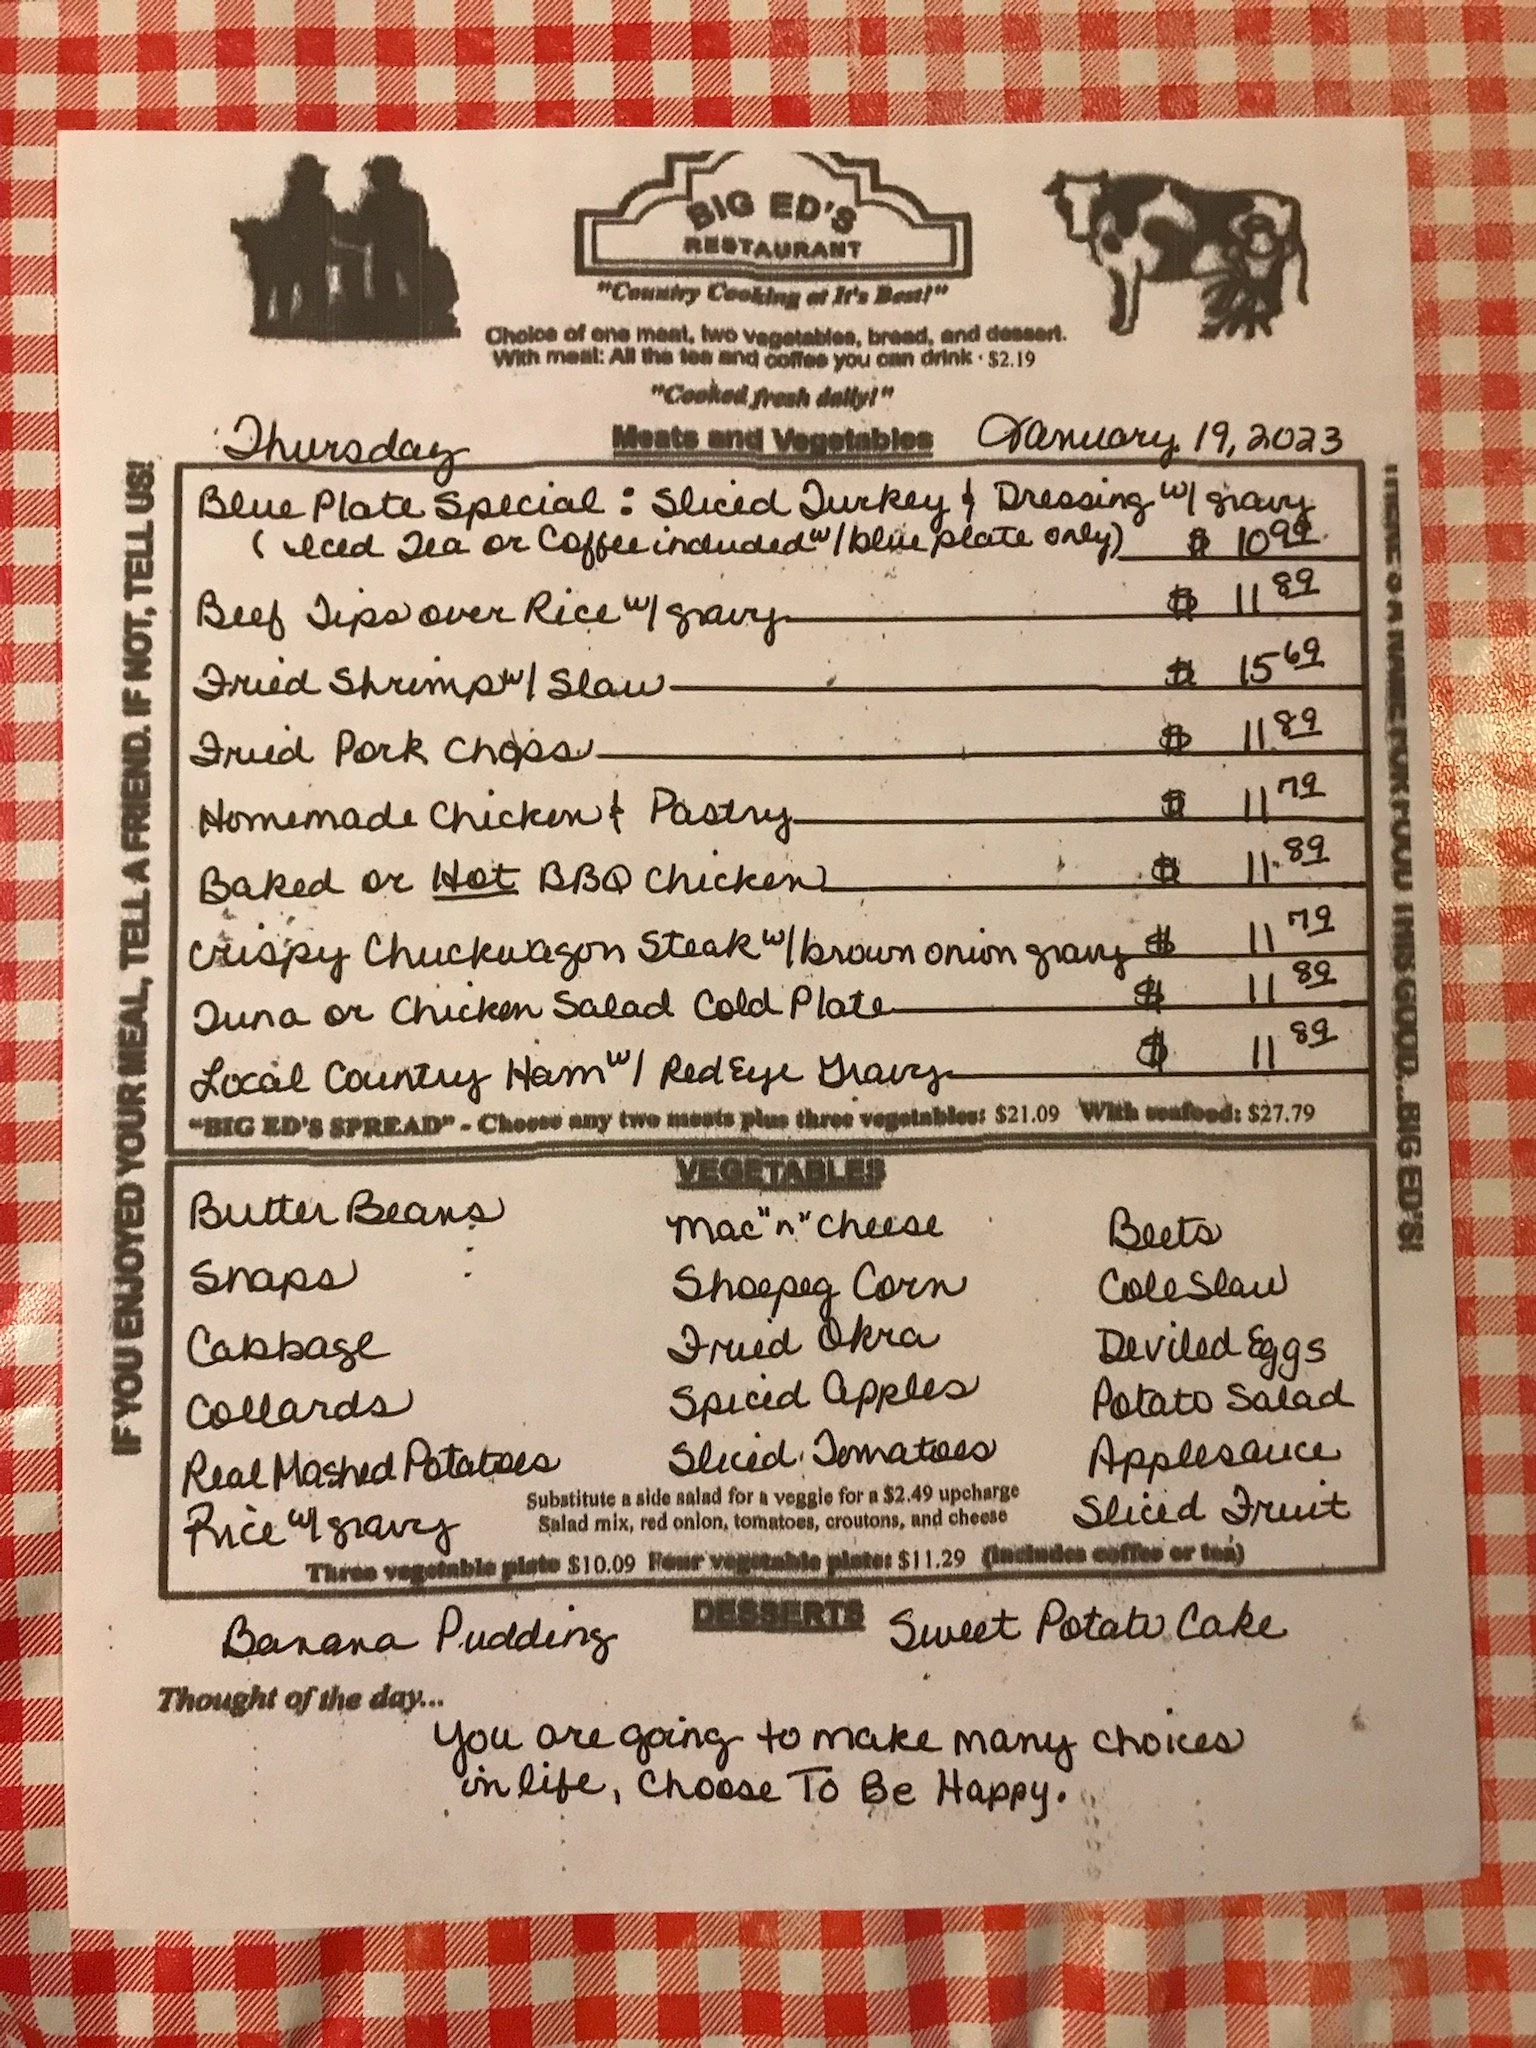 BIG ED'S
RESTAURANT
"Country Cooking at It's Best!"
Choice of one meat, two vegetables, bread, and dessert.
With meal: All the tea and coffee you can drink · $2.19
"Cooked fresh daily!"
Thursday Meats and Vegetables January 19, 2023
Blue Plate Special: Sliced Turkey & Dressing w/ gravy
(Iced Tea or Coffee included w/ blue plate only) $ 10.99
Beef Tips over Rice w/ gravy $ 11.89
Fried Shrimp w/ Slaw $ 15.69
Fried Pork Chops $ 11.89
Homemade Chicken & Pastry $ 11.79
Baked or Hot BBQ Chicken $ 11.89
Crispy Chuckwagon Steak w/ brown onion gravy $ 11.79
Tuna or Chicken Salad Cold Plate $ 11.89
Local Country Ham w/ Red Eye Gravy $ 11.89
"BIG ED'S SPREAD" - Choose any two meats plus three vegetables: $21.09 With seafood: $27.79
VEGETABLES
Butter Beans Mac "n" Cheese Beets
Snaps Shoepeg Corn Cole Slaw
Cabbage Fried Okra Deviled Eggs
Collards Spiced Apples Potato Salad
Real Mashed Potatoes Sliced Tomatoes Applesauce
Rice w/ gravy Sliced Fruit
Substitute a side salad for a veggie for a $2.49 upcharge
Salad mix, red onion, tomatoes, croutons, and cheese
Three vegetable plate $10.09 Four vegetable plate: $11.29 (Includes coffee or tea)
DESSERTS
Banana Pudding Sweet Potato Cake
Thought of the day...
You are going to make many choices
in life, Choose To Be Happy.
IF YOU ENJOYED YOUR MEAL, TELL A FRIEND. IF NOT, TELL US!
THERE'S A NAME FOR FOOD THIS GOOD...BIG ED'S!